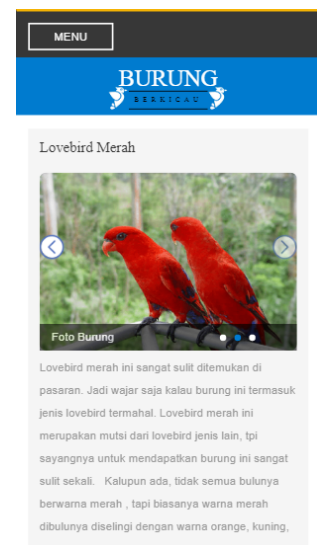 MENU
BURUNG
BERKICAU
Lovebird Merah
Foto Burung
Lovebird merah ini sangat sulit ditemukan di
pasaran. Jadi wajar saja kalau burung ini termasuk
jenis lovebird termahal. Lovebird merah ini
merupakan mutsi dari lovebird jenis lain, tpi
sayangnya untuk mendapatkan burung ini sangat
sulit sekali. Kalupun ada, tidak semua bulunya
berwarna merah , tapi biasanya warna merah
dibulunya diselingi dengan warna orange, kuning,